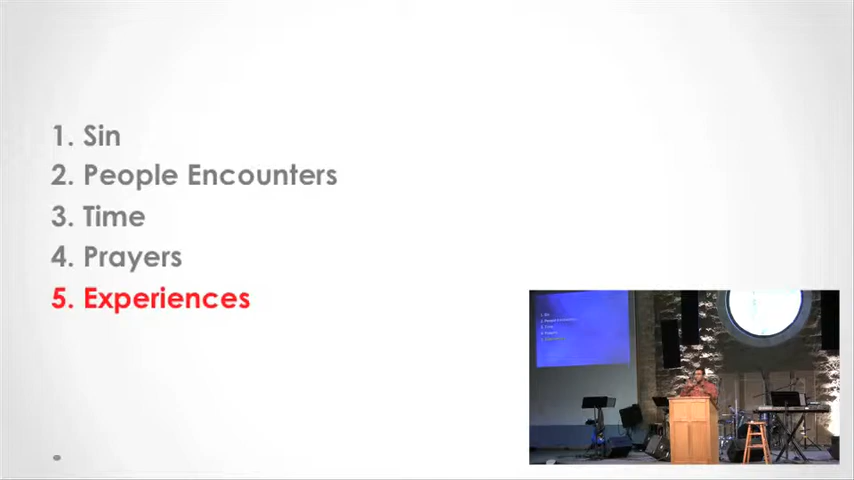 1. Sin
2. People Encounters
3. Time
4. Prayers
5. Experiences